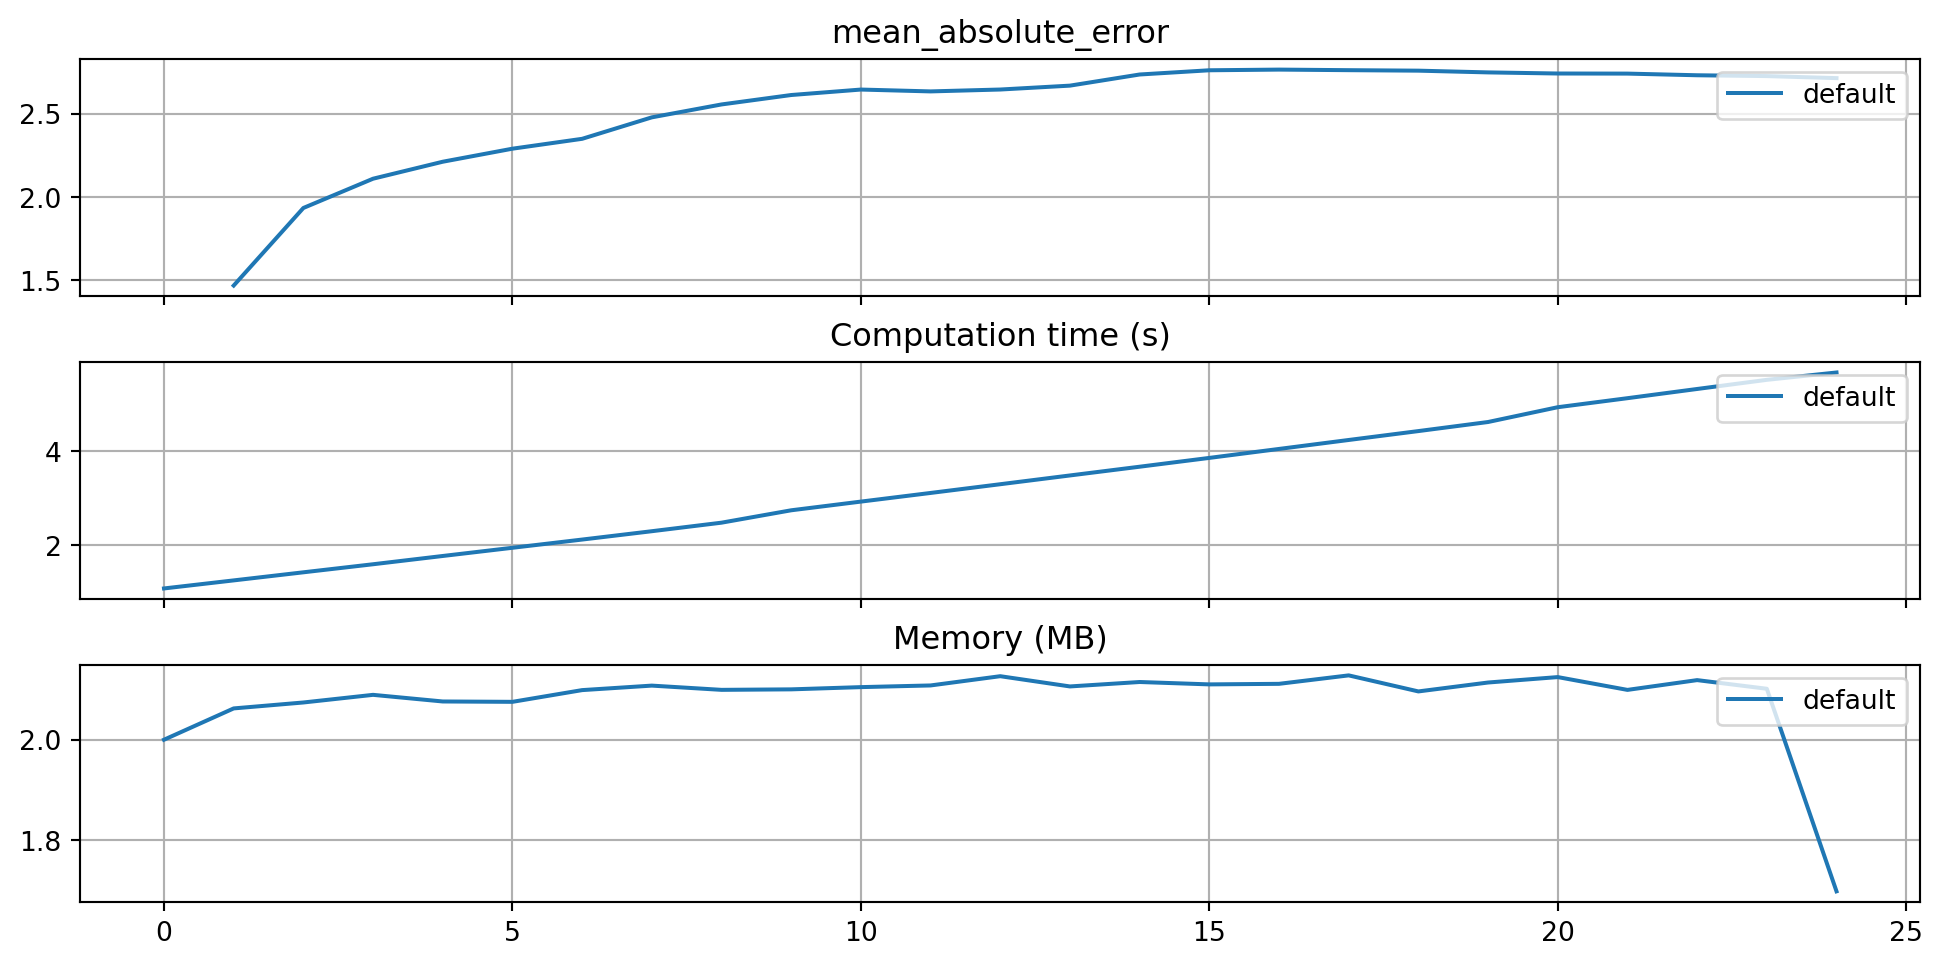 mean_absolute_error
2.5
2.0
1.5
default
Computation time (s)
4
2
default
Memory (MB)
2.0
1.8
default
0 5 10 15 20 25